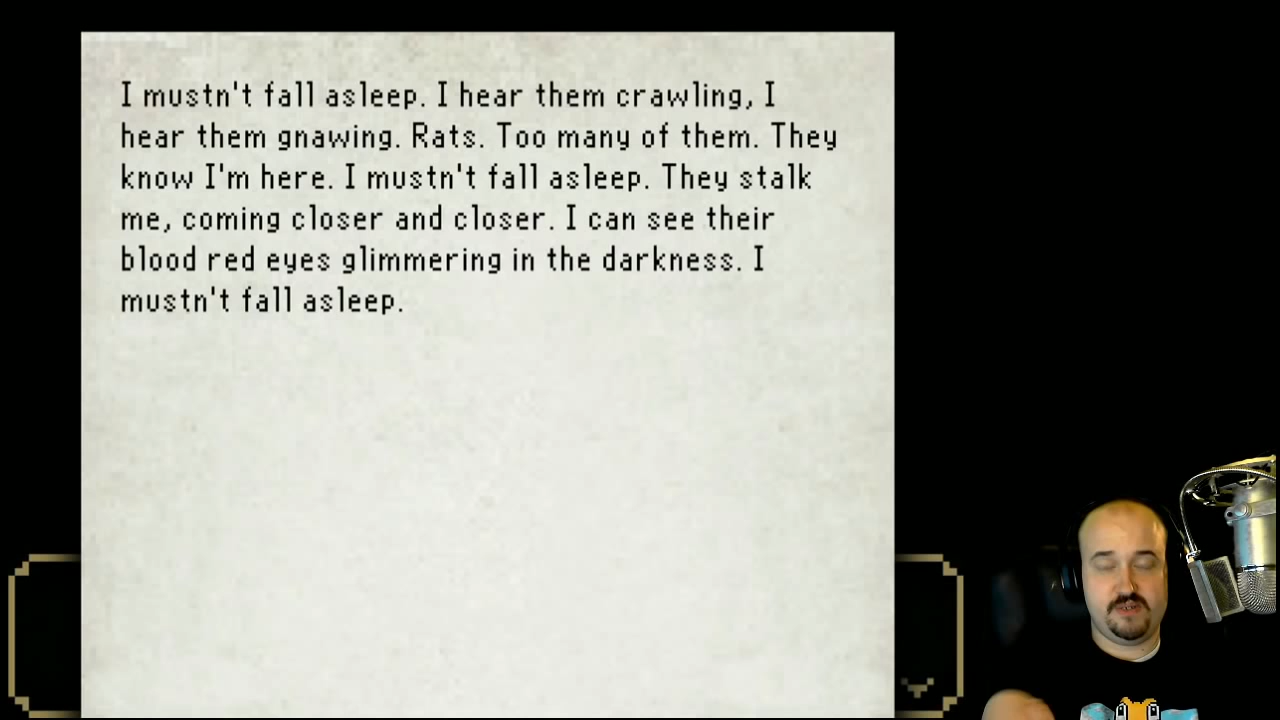 I mustn't fall asleep. I hear them crawling, I
hear them gnawing. Rats. Too many of them. They
know I'm here. I mustn't fall asleep. They stalk
me, coming closer and closer. I can see their
blood red eyes glimmering in the darkness. I
mustn't fall asleep.